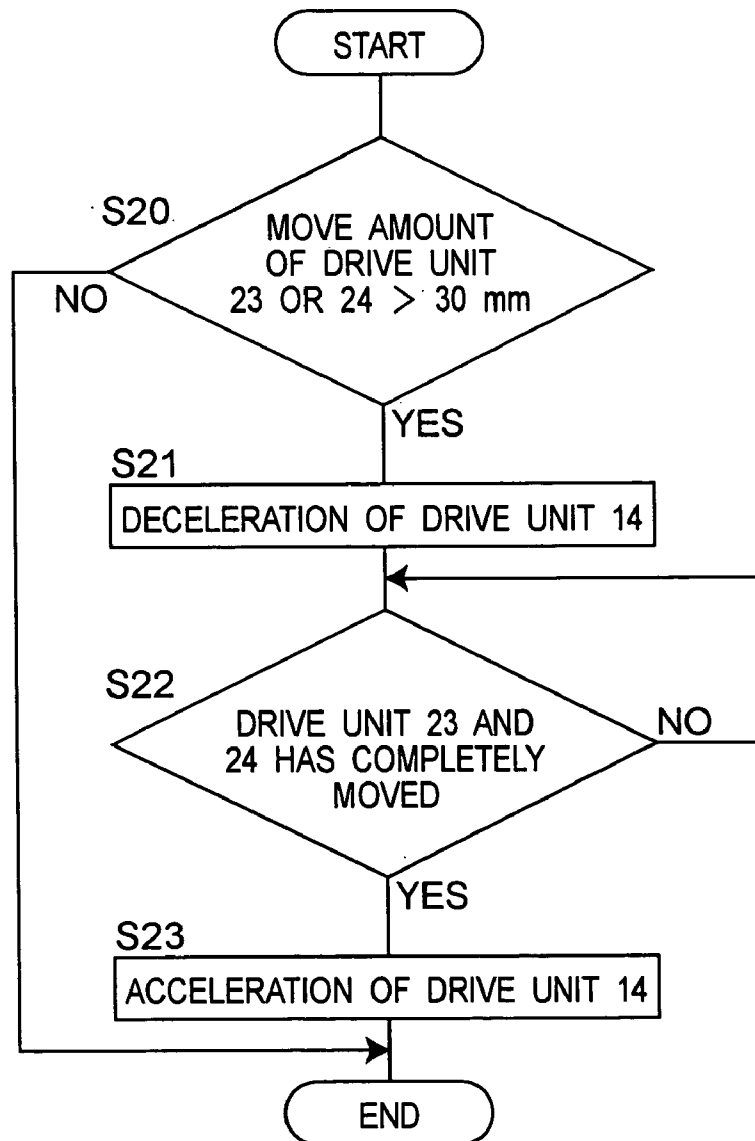 START
S20
MOVE AMOUNT
OF DRIVE UNIT
23 OR 24 > 30 mm
NO
YES
S21
DECELERATION OF DRIVE UNIT 14
S22
DRIVE UNIT 23 AND
24 HAS COMPLETELY
MOVED
NO
YES
S23
ACCELERATION OF DRIVE UNIT 14
END